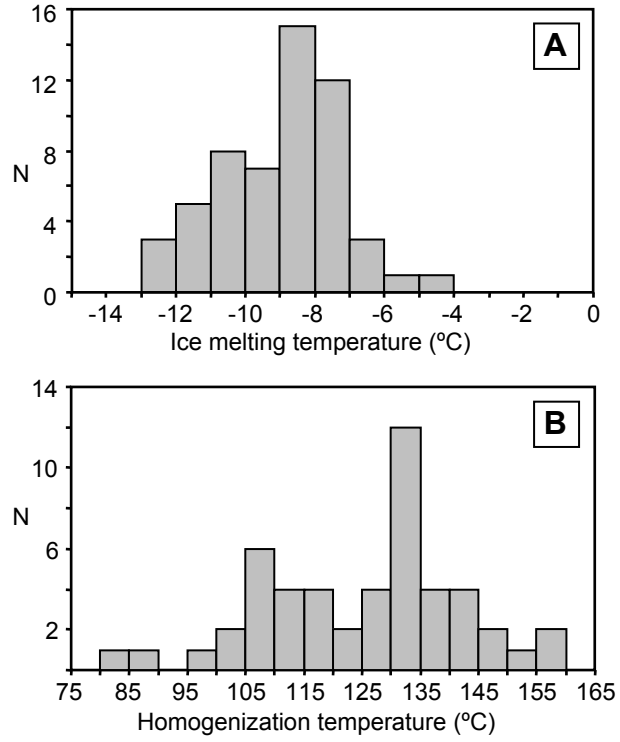 16
A
12
N
8
4
0
-14 -12 -10 -8 -6 -4 -2 0
Ice melting temperature (ºC)
14
B
10
N
6
2
75 85 95 105 115 125 135 145 155 165
Homogenization temperature (ºC)